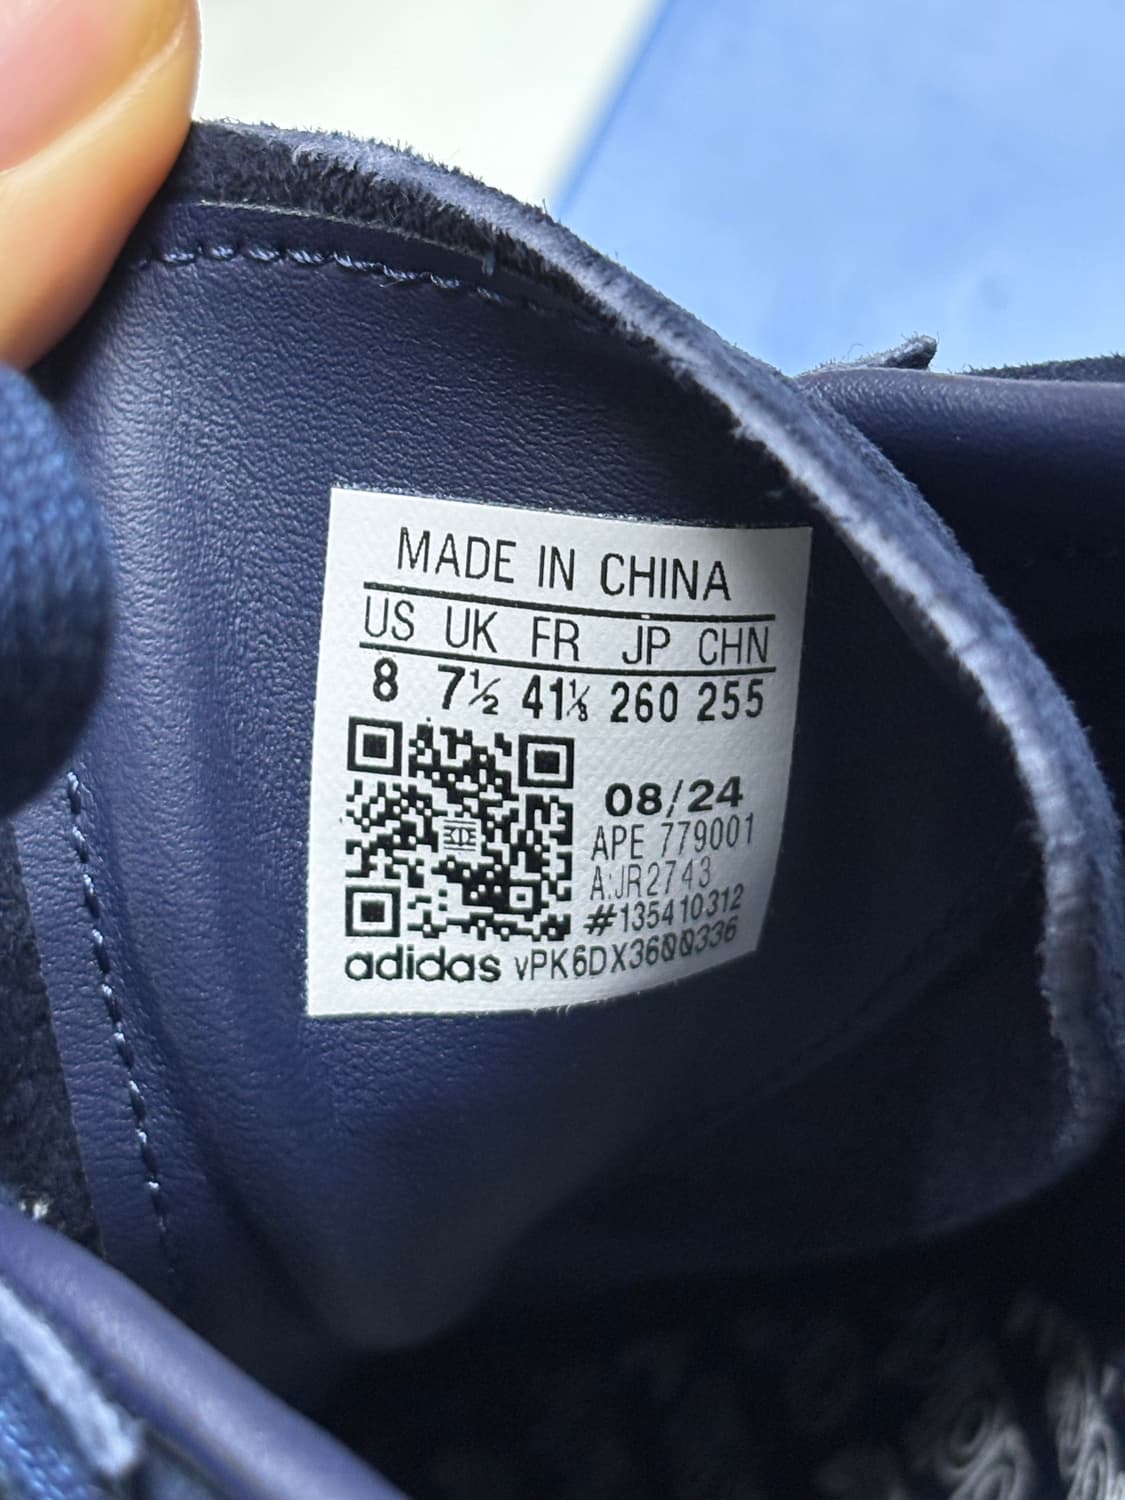 MADE IN CHINA
US UK FR JP CHN
8 7½ 41⅓ 260 255
08/24
APE 779001
A:JR2743
#135410312
adidas vPK6DX3600336